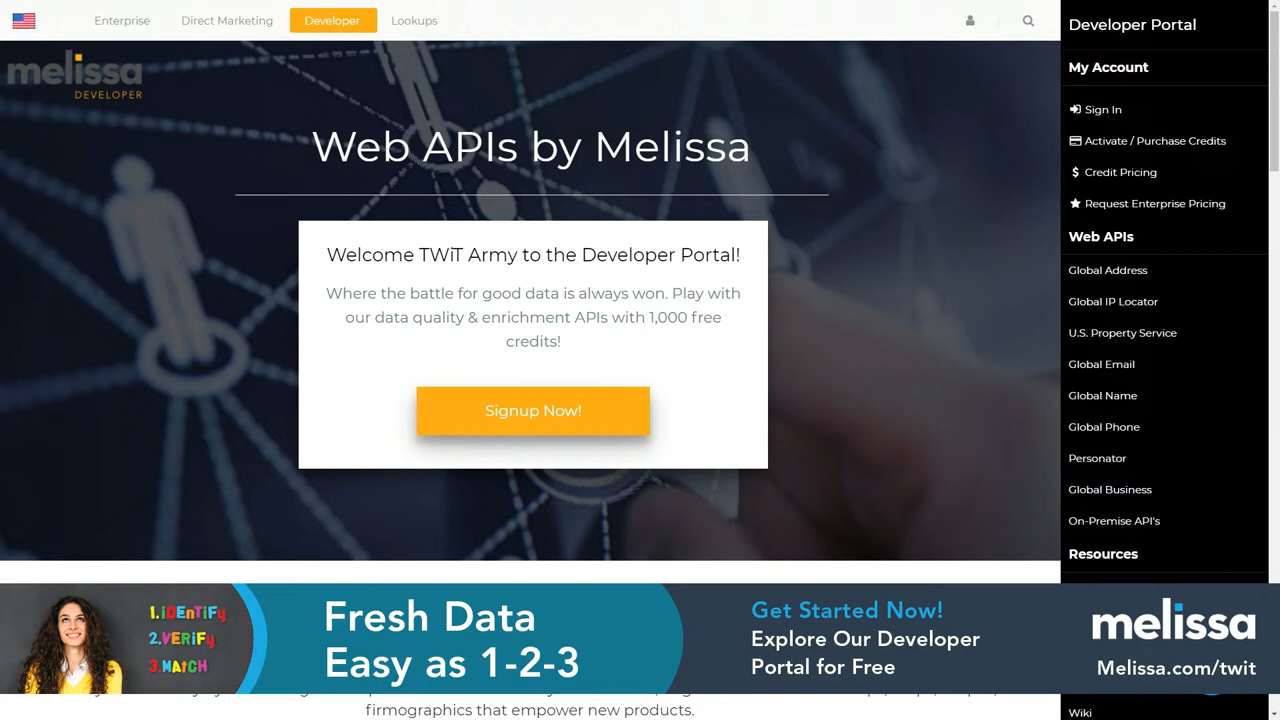 Enterprise
Direct Marketing
Developer
Lookups
melissa
DEVELOPER
Web APIs by Melissa
Welcome TWiT Army to the Developer Portal!
Where the battle for good data is always won. Play with
our data quality & enrichment APIs with 1,000 free
credits!
Signup Now!
Developer Portal
My Account
Sign In
Activate / Purchase Credits
Credit Pricing
Request Enterprise Pricing
Web APIs
Global Address
Global IP Locator
U.S. Property Service
Global Email
Global Name
Global Phone
Personator
Global Business
On-Premise API's
Resources
1.iDEnTiFy
2.VERiFy
3.MAtCH
Fresh Data
Easy as 1-2-3
Get Started Now!
Explore Our Developer
Portal for Free
melissa
Melissa.com/twit
firmographics that empower new products.
Wiki